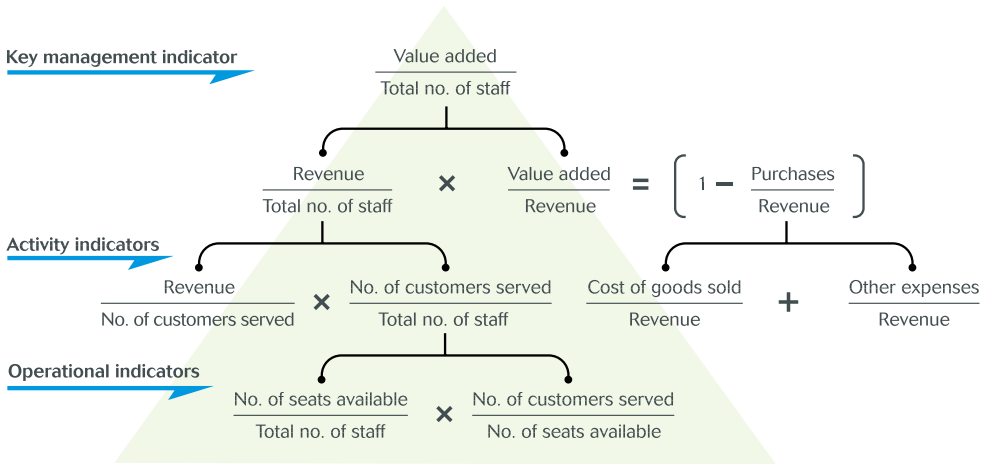 Key management indicator
Value added
Total no. of staff
Revenue
Total no. of staff
×
Value added
Revenue
=
1 −
Purchases
Revenue
Activity indicators
Revenue
No. of customers served
×
No. of customers served
Total no. of staff
Cost of goods sold
Revenue
+
Other expenses
Revenue
Operational indicators
No. of seats available
Total no. of staff
×
No. of customers served
No. of seats available